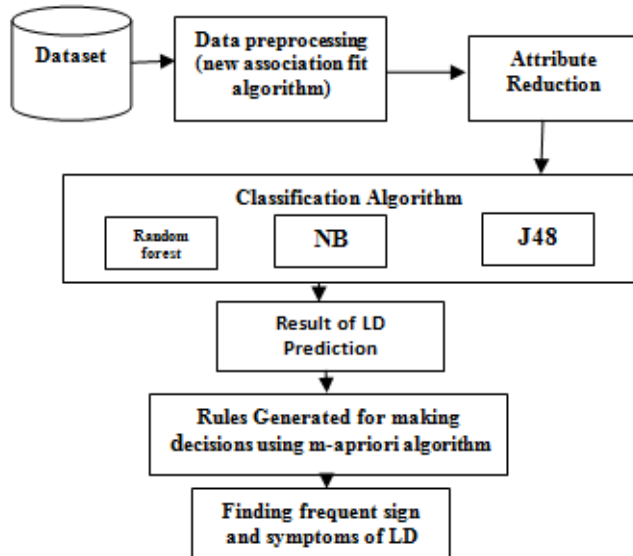 Dataset
Data preprocessing
(new association fit
algorithm)
Attribute
Reduction
Classification Algorithm
Random
forest
NB
J48
Result of LD
Prediction
Rules Generated for making
decisions using m-apriori algorithm
Finding frequent sign
and symptoms of LD